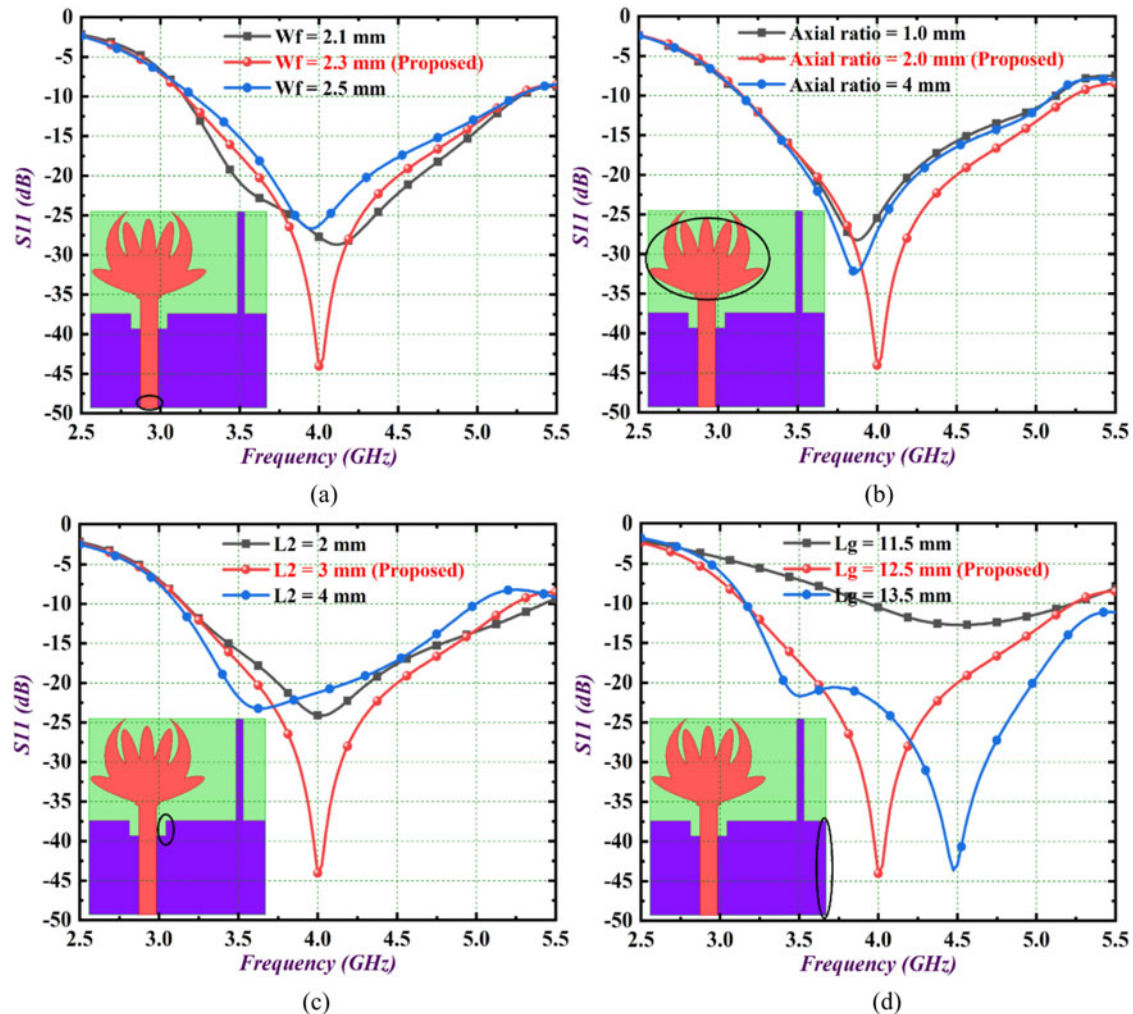 0
-5
-10
-15
-20
-25
-30
-35
-40
-45
-50
S11 (dB)
Wf = 2.1 mm
Wf = 2.3 mm (Proposed)
Wf = 2.5 mm
2.5 3.0 3.5 4.0 4.5 5.0 5.5
Frequency (GHz)
(a)
0
-5
-10
-15
-20
-25
-30
-35
-40
-45
-50
S11 (dB)
Axial ratio = 1.0 mm
Axial ratio = 2.0 mm (Proposed)
Axial ratio = 4 mm
2.5 3.0 3.5 4.0 4.5 5.0 5.5
Frequency (GHz)
(b)
0
-5
-10
-15
-20
-25
-30
-35
-40
-45
-50
S11 (dB)
L2 = 2 mm
L2 = 3 mm (Proposed)
L2 = 4 mm
2.5 3.0 3.5 4.0 4.5 5.0 5.5
Frequency (GHz)
(c)
0
-5
-10
-15
-20
-25
-30
-35
-40
-45
-50
S11 (dB)
Lg = 11.5 mm
Lg = 12.5 mm (Proposed)
Lg = 13.5 mm
2.5 3.0 3.5 4.0 4.5 5.0 5.5
Frequency (GHz)
(d)